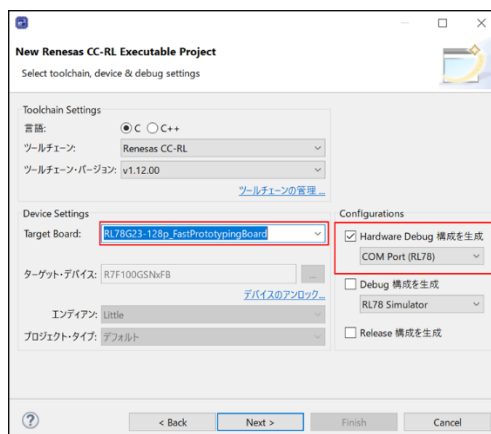 New Renesas CC-RL Executable Project
Select toolchain, device & debug settings
Toolchain Settings
言語: C C++
ツールチェーン: Renesas CC-RL
ツールチェーン・バージョン: v1.12.00
ツールチェーンの管理 ...
Device Settings
Target Board: RL78G23-128p_FastPrototypingBoard
ターゲット・デバイス: R7F100GSNxFB ...
デバイスのアンロック...
エンディアン: Little
プロジェクト・タイプ: デフォルト
Configurations
Hardware Debug 構成を生成
COM Port (RL78)
Debug 構成を生成
RL78 Simulator
Release 構成を生成
? < Back Next > Finish Cancel